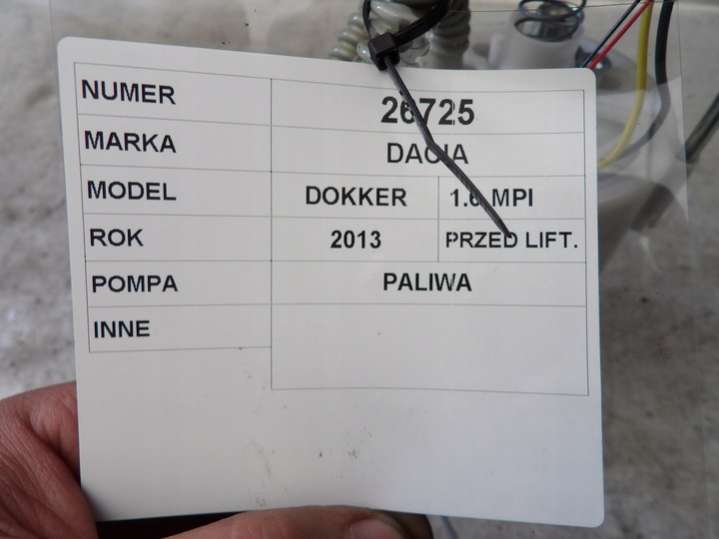 NUMER 26725
MARKA DACIA
MODEL DOKKER 1.6 MPI
ROK 2013 PRZED LIFT.
POMPA PALIWA
INNE